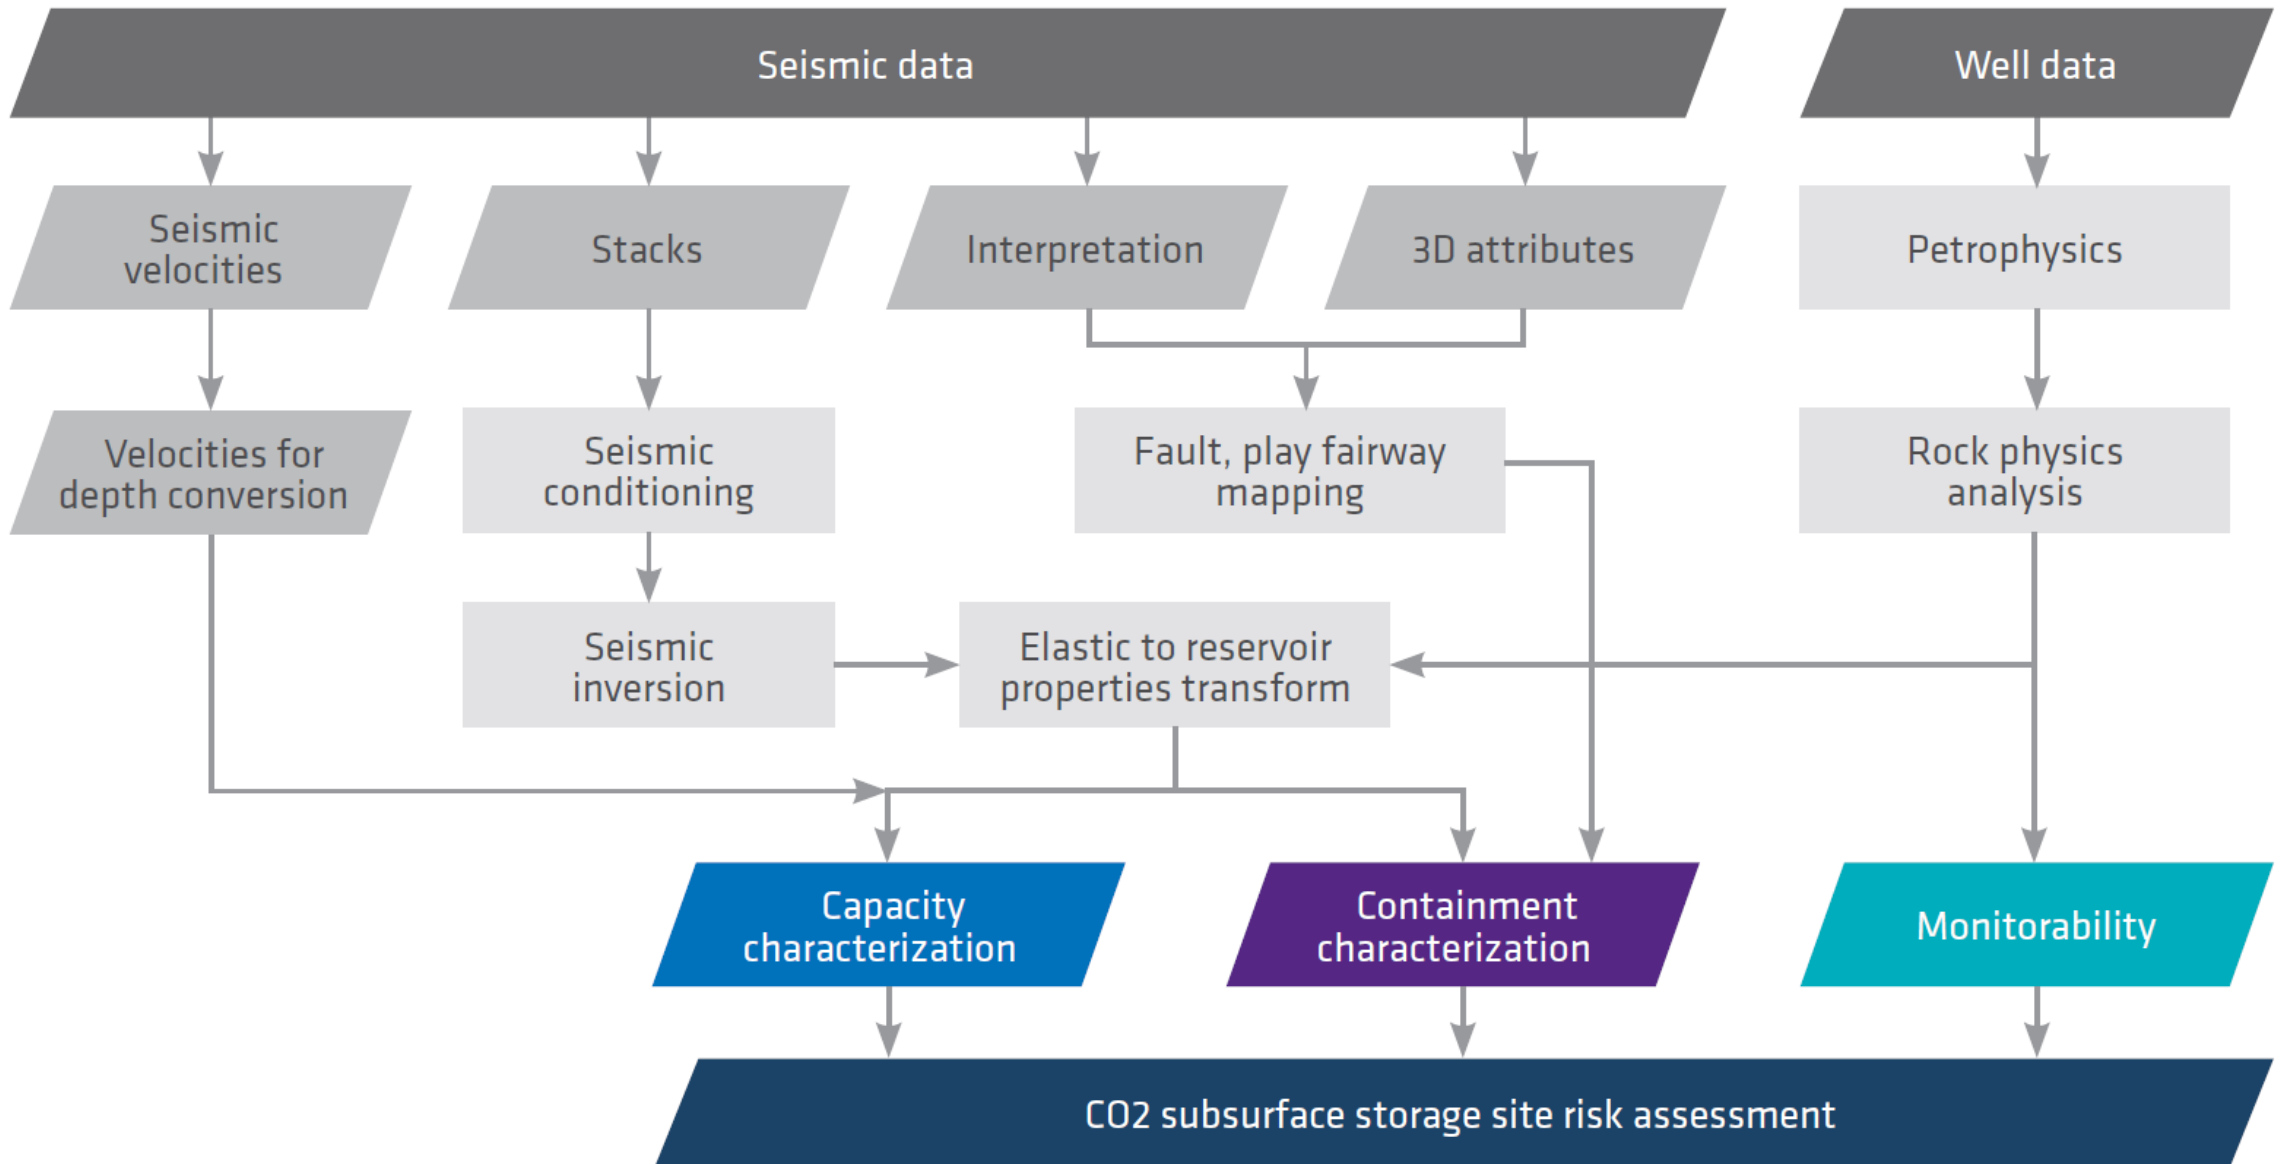 Seismic data
Well data
Seismic
velocities
Stacks
Interpretation
3D attributes
Petrophysics
Velocities for
depth conversion
Seismic
conditioning
Fault, play fairway
mapping
Rock physics
analysis
Seismic
inversion
Elastic to reservoir
properties transform
Capacity
characterization
Containment
characterization
Monitorability
CO2 subsurface storage site risk assessment